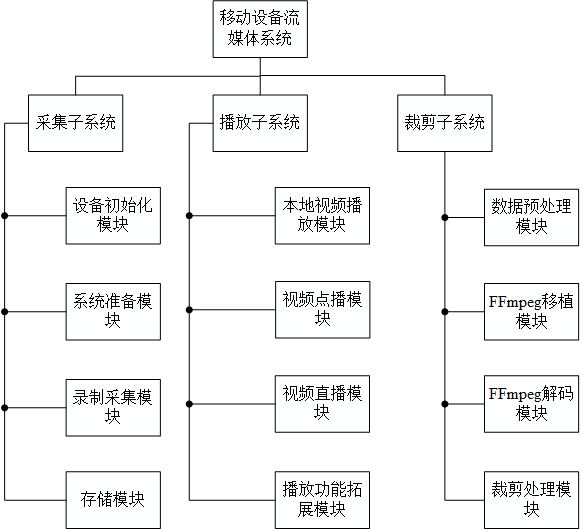 移动设备流
媒体系统
采集子系统
播放子系统
裁剪子系统
设备初始化
模块
系统准备模
块
录制采集模
块
存储模块
本地视频播
放模块
视频点播模
块
视频直播模
块
播放功能拓
展模块
数据预处理
模块
FFmpeg移植
模块
FFmpeg解码
模块
裁剪处理模
块